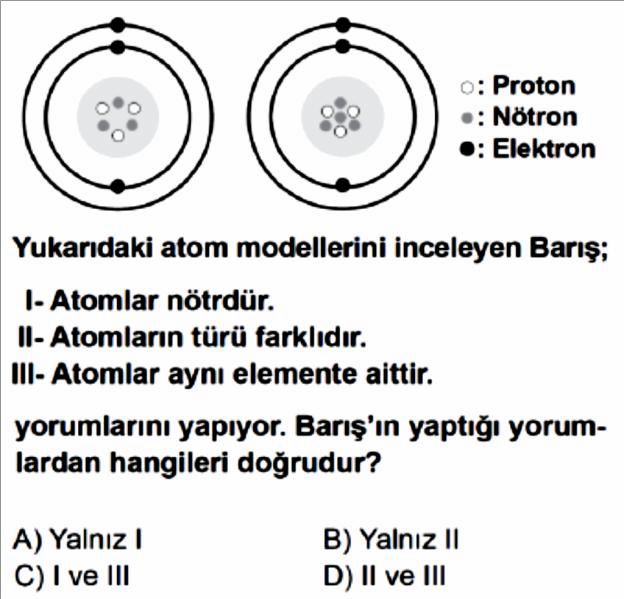 : Proton
: Nötron
: Elektron
Yukarıdaki atom modellerini inceleyen Barış;
I- Atomlar nötrdür.
II- Atomların türü farklıdır.
III- Atomlar aynı elemente aittir.
yorumlarını yapıyor. Barış'ın yaptığı yorum-
lardan hangileri doğrudur?
A) Yalnız I B) Yalnız II
C) I ve III D) II ve III